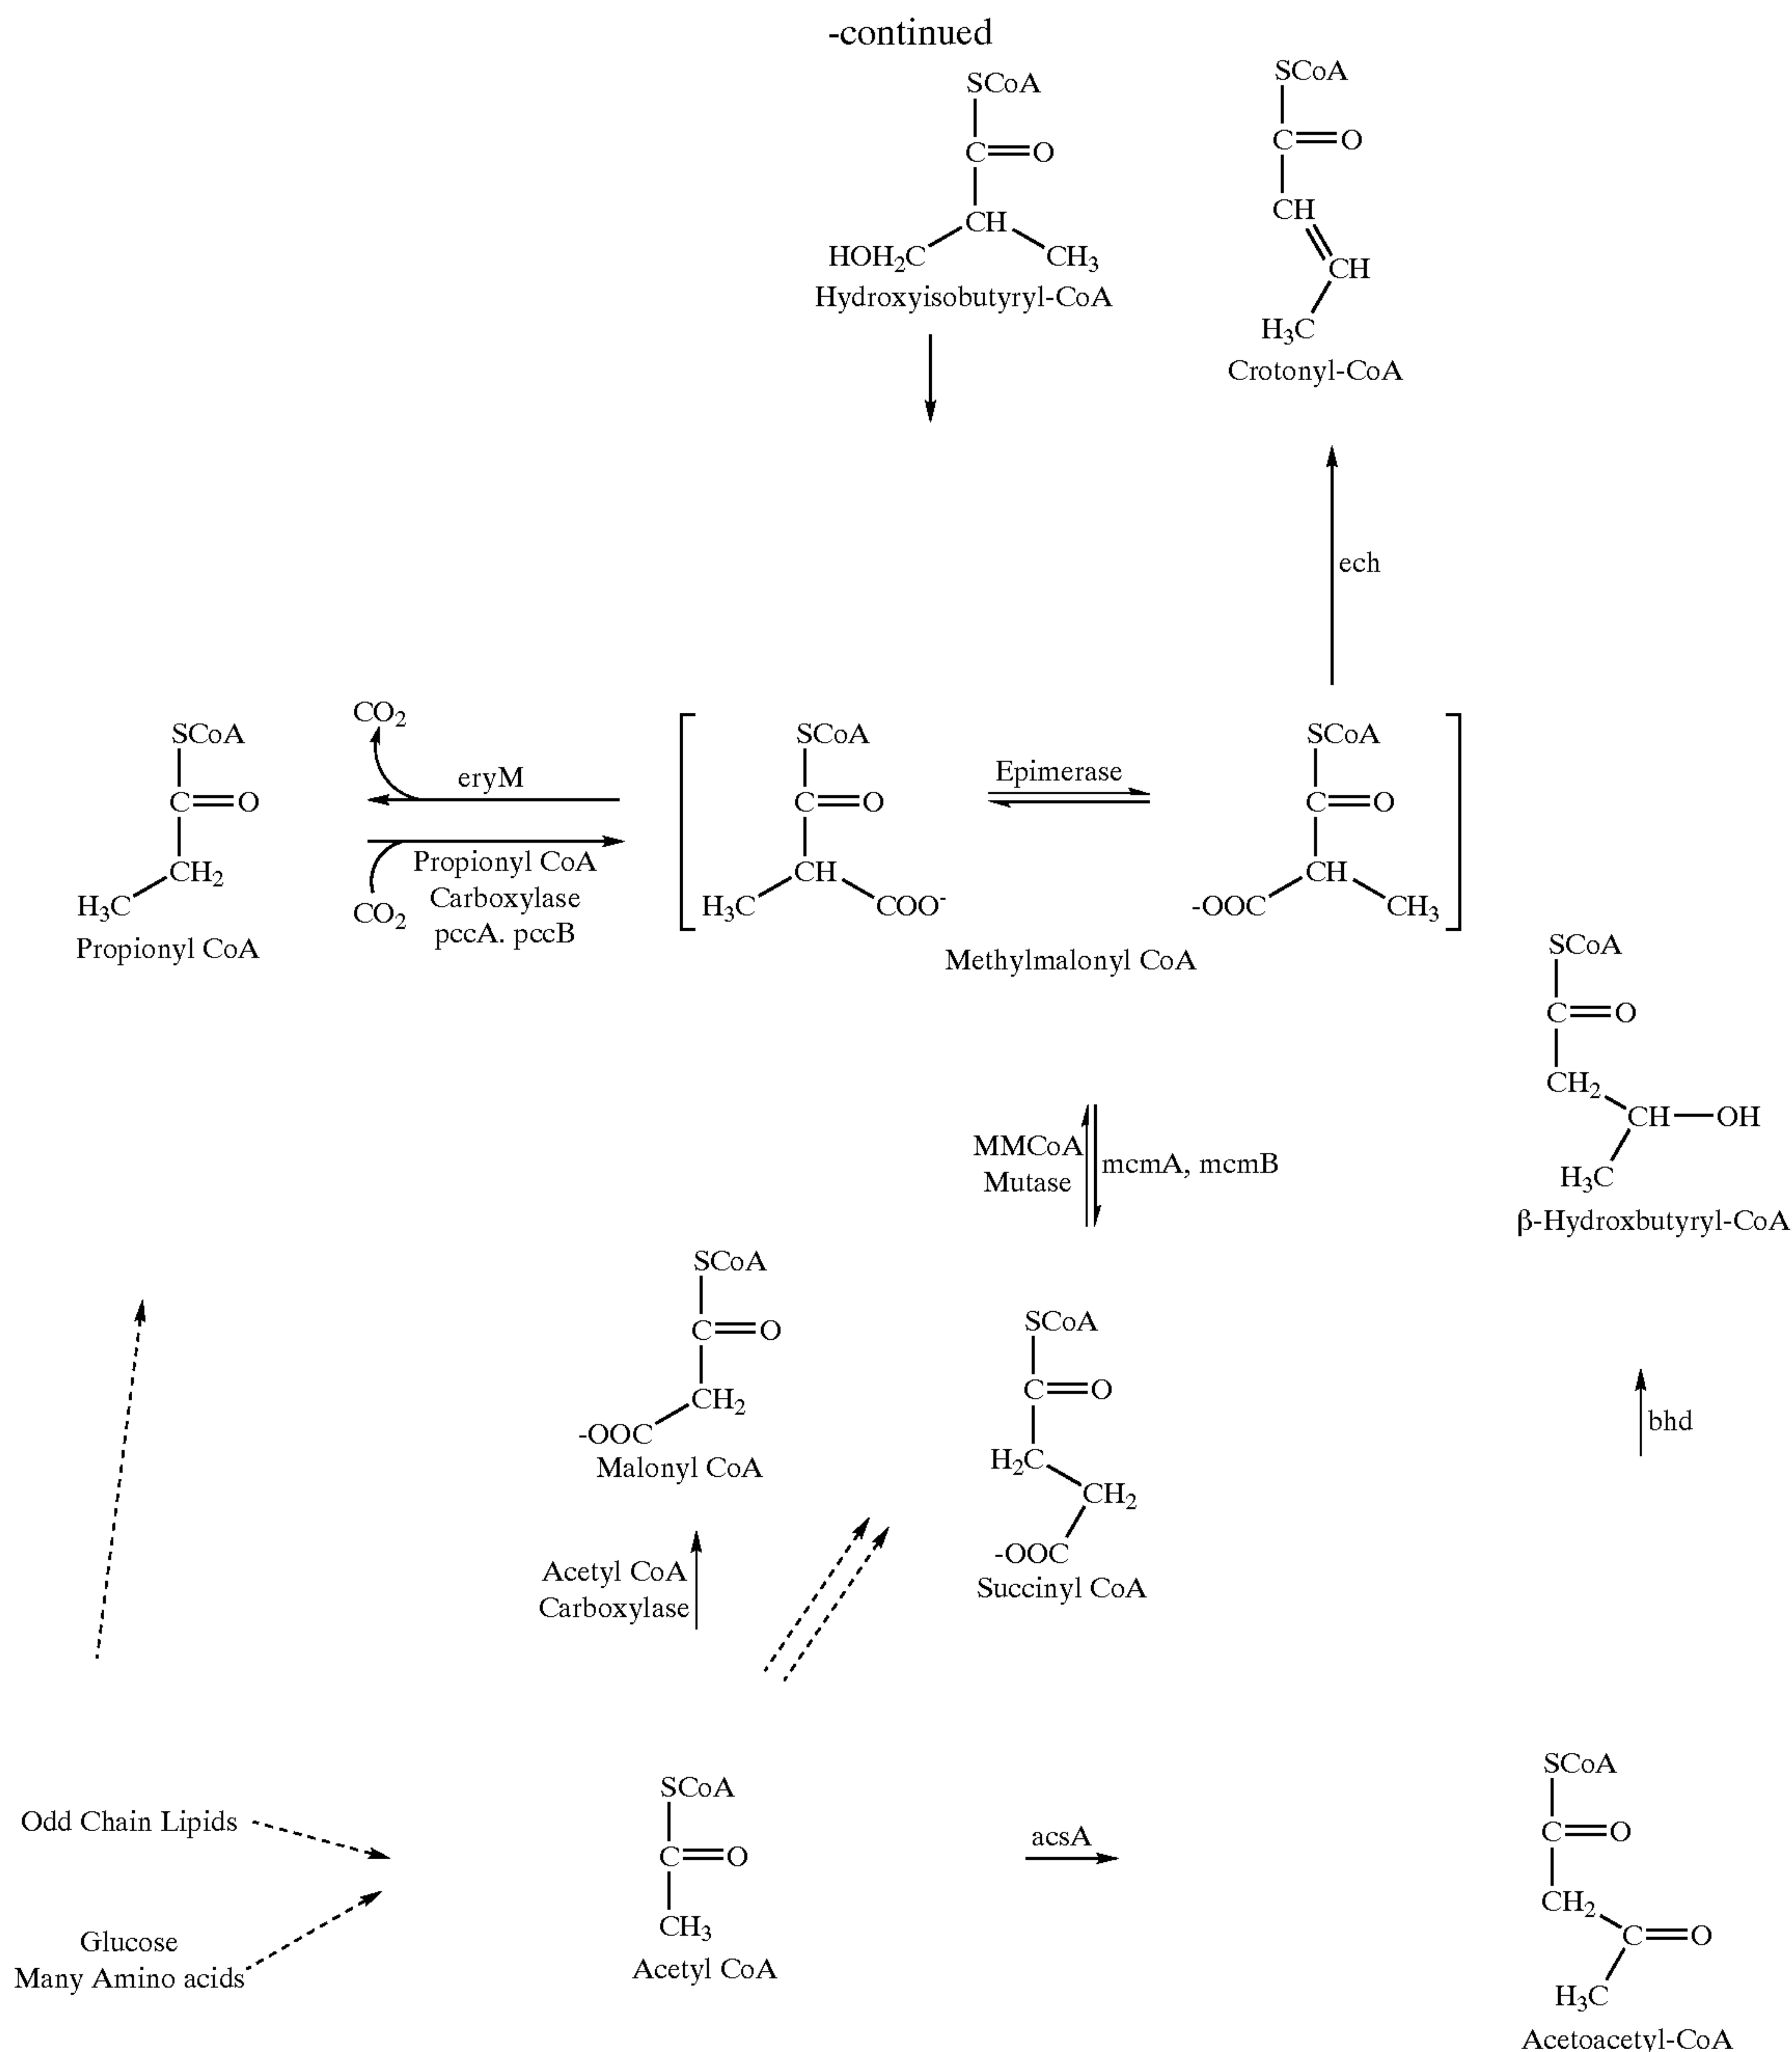 -continued
SCoA
C=O
CH
HOH2C CH3
Hydroxyisobutyryl-CoA
SCoA
C=O
CH
CH
H3C
Crotonyl-CoA
ech
SCoA
C=O
CH2
H3C
Propionyl CoA
CO2
eryM
Propionyl CoA
CO2 Carboxylase
pccA. pccB
SCoA
C=O
CH
H3C COO-
Epimerase
SCoA
C=O
CH
-OOC CH3
Methylmalonyl CoA
SCoA
C=O
CH2
CH—OH
H3C
β-Hydroxbutyryl-CoA
MMCoA
Mutase
mcmA, mcmB
SCoA
C=O
CH2
-OOC
Malonyl CoA
SCoA
C=O
H2C
CH2
-OOC
Succinyl CoA
bhd
Acetyl CoA
Carboxylase
Odd Chain Lipids
Glucose
Many Amino acids
SCoA
C=O
CH3
Acetyl CoA
acsA
SCoA
C=O
CH2
C=O
H3C
Acetoacetyl-CoA